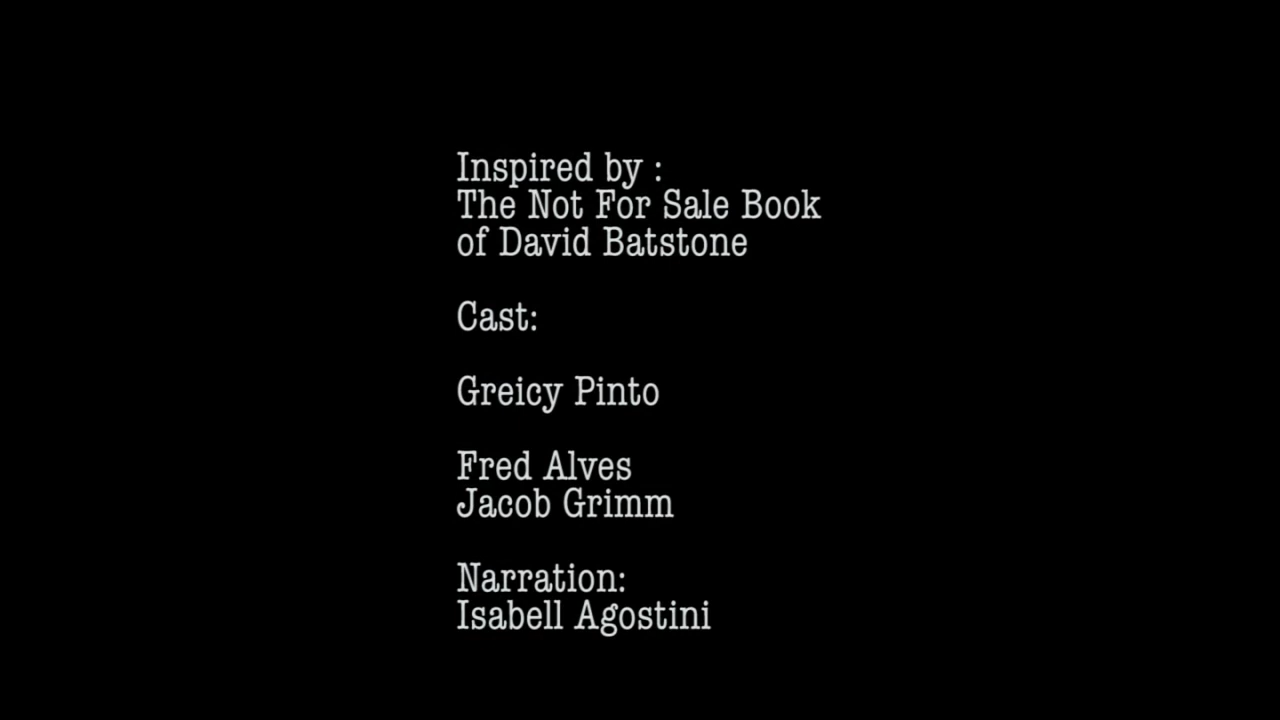 Inspired by :
The Not For Sale Book
of David Batstone
Cast:
Greicy Pinto
Fred Alves
Jacob Grimm
Narration:
Isabell Agostini